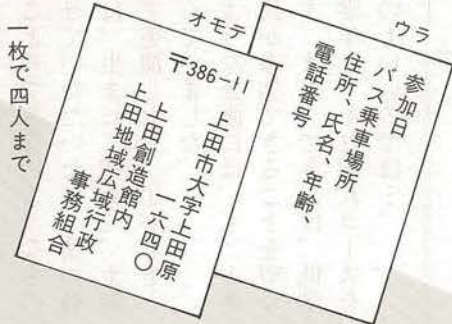 ウラ
参加日
バス乗車場所
住所、氏名、年齢、
電話番号
オモテ
〒386-11
上田市大字上田原
一六四〇
上田創造館内
上田地域広域行政
事務組合
一枚で四人まで